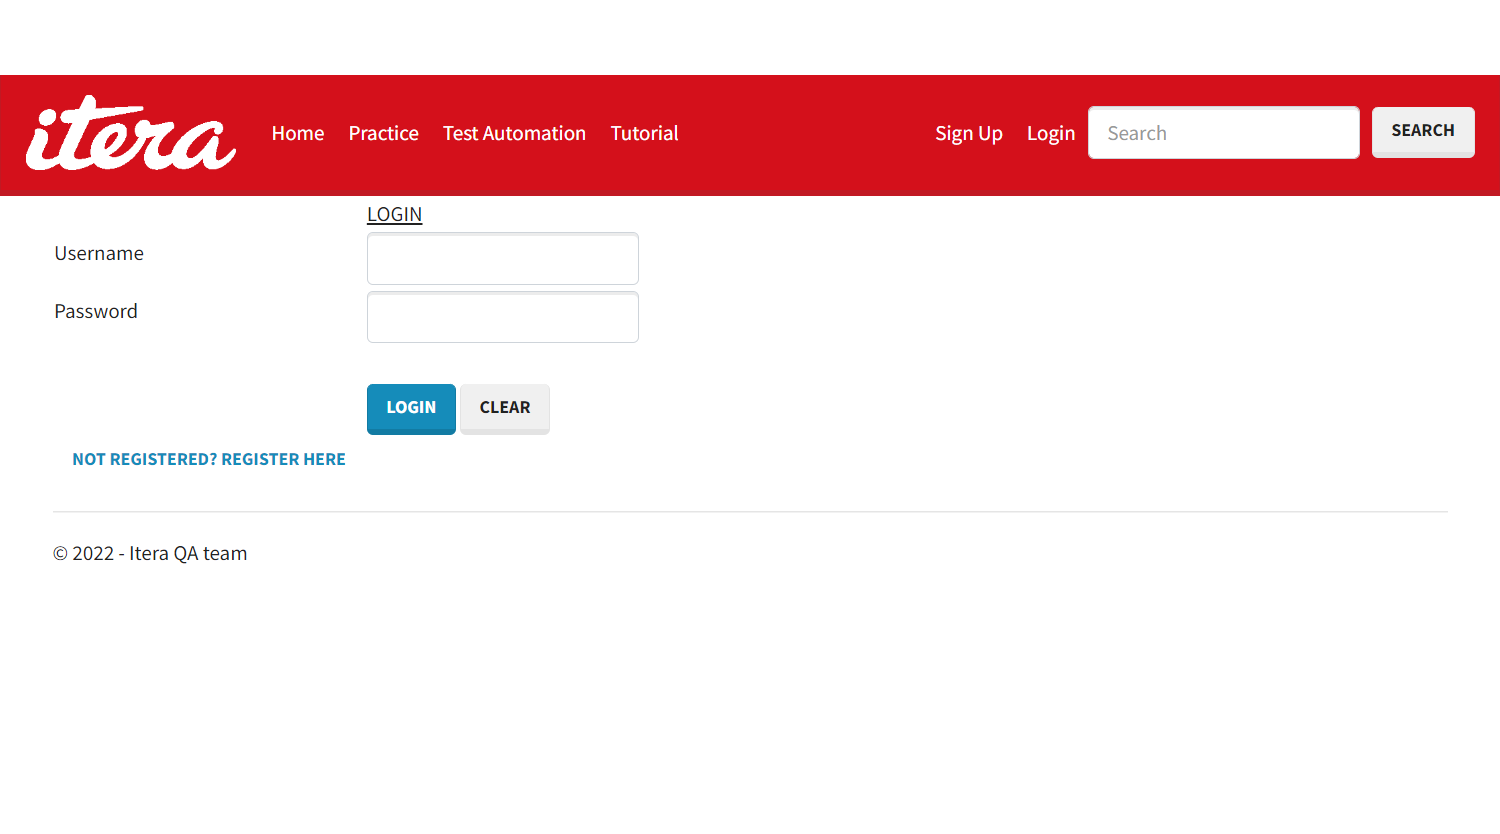 itera Home Practice Test Automation Tutorial Sign Up Login Search SEARCH
LOGIN
Username
Password
LOGIN CLEAR
NOT REGISTERED? REGISTER HERE
© 2022 - Itera QA team